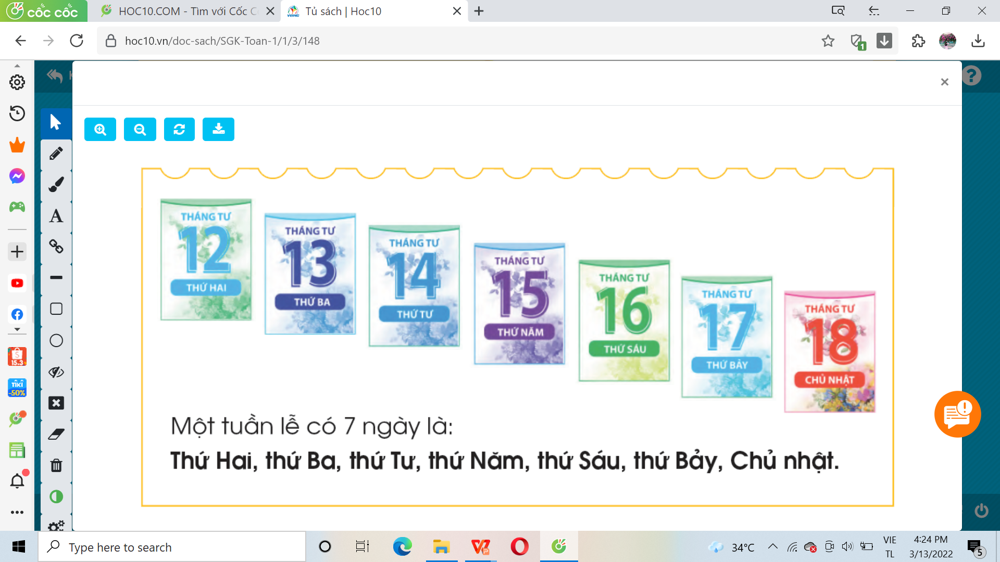 cốc cốc
HOC10.COM - Tìm với Cốc C
Tủ sách | Hoc10
hoc10.vn/doc-sach/SGK-Toan-1/1/3/148
1
THÁNG TƯ
12
THỨ HAI
THÁNG TƯ
13
THỨ BA
THÁNG TƯ
14
THỨ TƯ
THÁNG TƯ
15
THỨ NĂM
THÁNG TƯ
16
THỨ SÁU
THÁNG TƯ
17
THỨ BẢY
THÁNG TƯ
18
CHỦ NHẬT
Một tuần lễ có 7 ngày là:
Thứ Hai, thứ Ba, thứ Tư, thứ Năm, thứ Sáu, thứ Bảy, Chủ nhật.
A
15.3
TIKI
-50%
Type here to search
34°C
VIE
TL
4:24 PM
3/13/2022
5